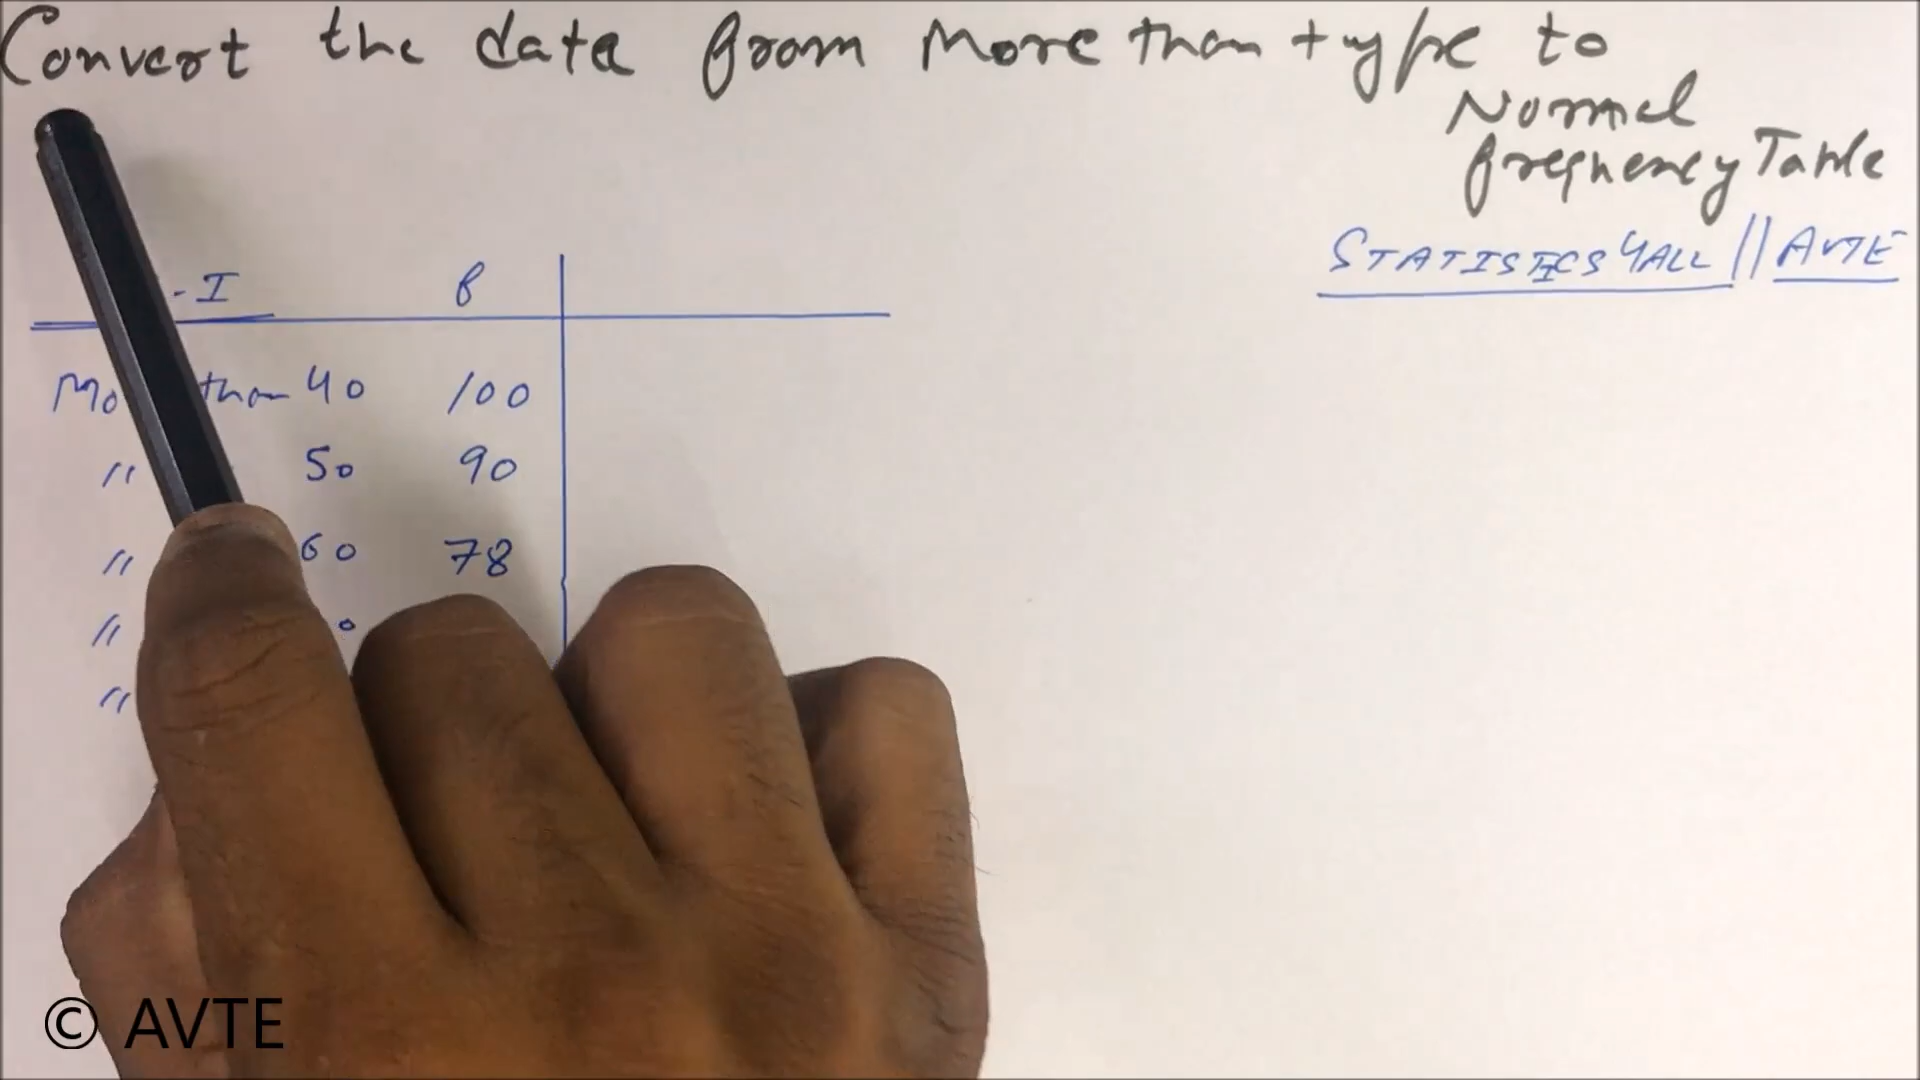 Convert the data from More than type to
Normal
frequency Table
STATISTICS 4ALL // AVTE
- I f
than 40 100
" 50 90
" 60 78
"
"
© AVTE